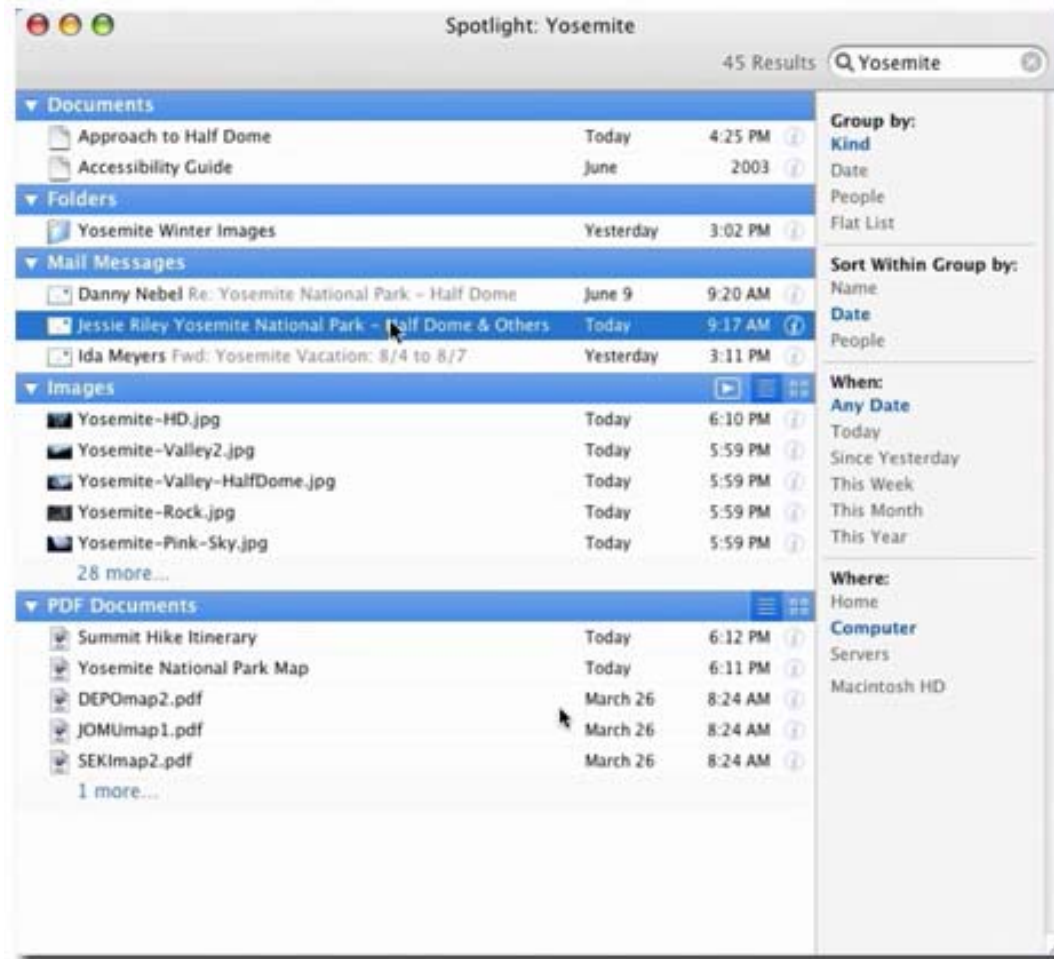 Spotlight: Yosemite
45 Results
Yosemite
Documents
Approach to Half Dome Today 4:25 PM
Accessibility Guide June 2003
Folders
Yosemite Winter Images Yesterday 3:02 PM
Mail Messages
Danny Nebel Re: Yosemite National Park – Half Dome June 9 9:20 AM
Jessie Riley Yosemite National Park – Half Dome & Others Today 9:17 AM
Ida Meyers Fwd: Yosemite Vacation: 8/4 to 8/7 Yesterday 3:11 PM
Images
Yosemite-HD.jpg Today 6:10 PM
Yosemite-Valley2.jpg Today 5:59 PM
Yosemite-Valley-HalfDome.jpg Today 5:59 PM
Yosemite-Rock.jpg Today 5:59 PM
Yosemite-Pink-Sky.jpg Today 5:59 PM
28 more...
PDF Documents
Summit Hike Itinerary Today 6:12 PM
Yosemite National Park Map Today 6:11 PM
DEPOmap2.pdf March 26 8:24 AM
JOMUmap1.pdf March 26 8:24 AM
SEKImap2.pdf March 26 8:24 AM
1 more...
Group by:
Kind
Date
People
Flat List
Sort Within Group by:
Name
Date
People
When:
Any Date
Today
Since Yesterday
This Week
This Month
This Year
Where:
Home
Computer
Servers
Macintosh HD